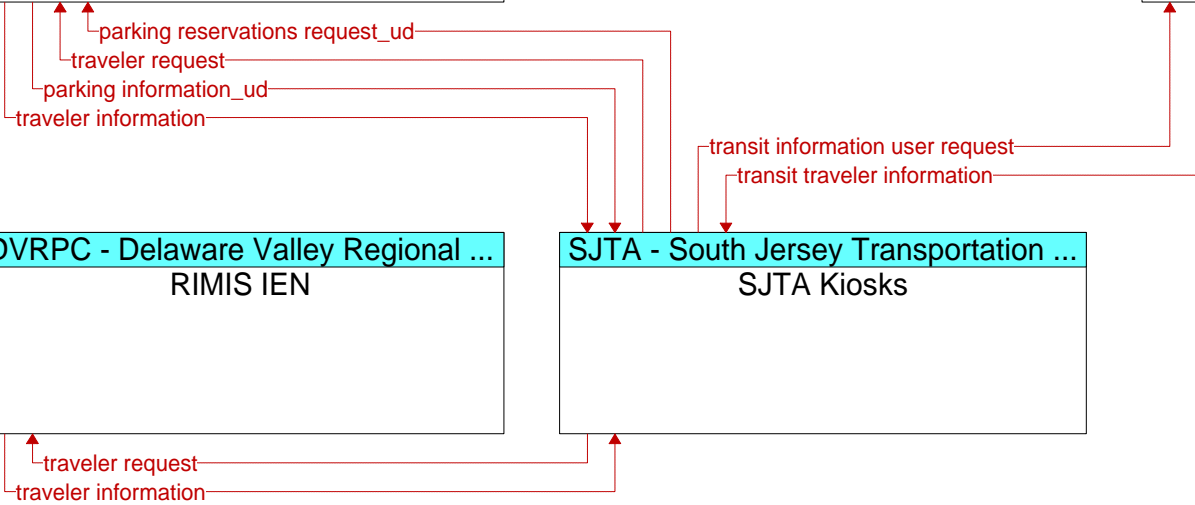 parking reservations request_ud
traveler request
parking information_ud
traveler information
transit information user request
transit traveler information
DVRPC - Delaware Valley Regional ...
RIMIS IEN
SJTA - South Jersey Transportation ...
SJTA Kiosks
traveler request
traveler information